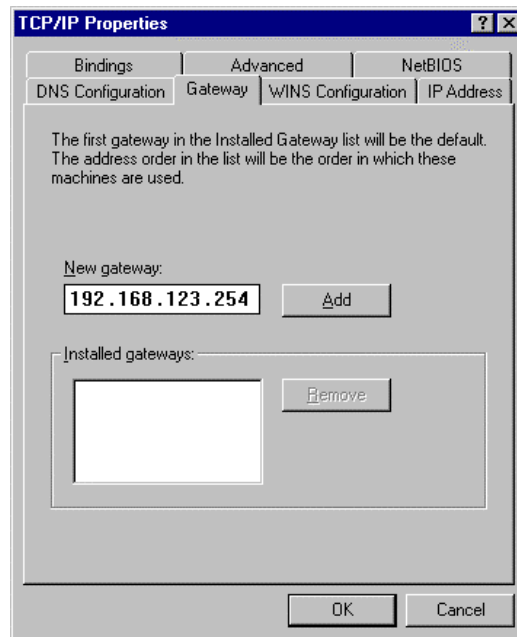 TCP/IP Properties
Bindings Advanced NetBIOS
DNS Configuration Gateway WINS Configuration IP Address
The first gateway in the Installed Gateway list will be the default.
The address order in the list will be the order in which these
machines are used.
New gateway:
192.168.123.254 Add
Installed gateways:
Remove
OK Cancel